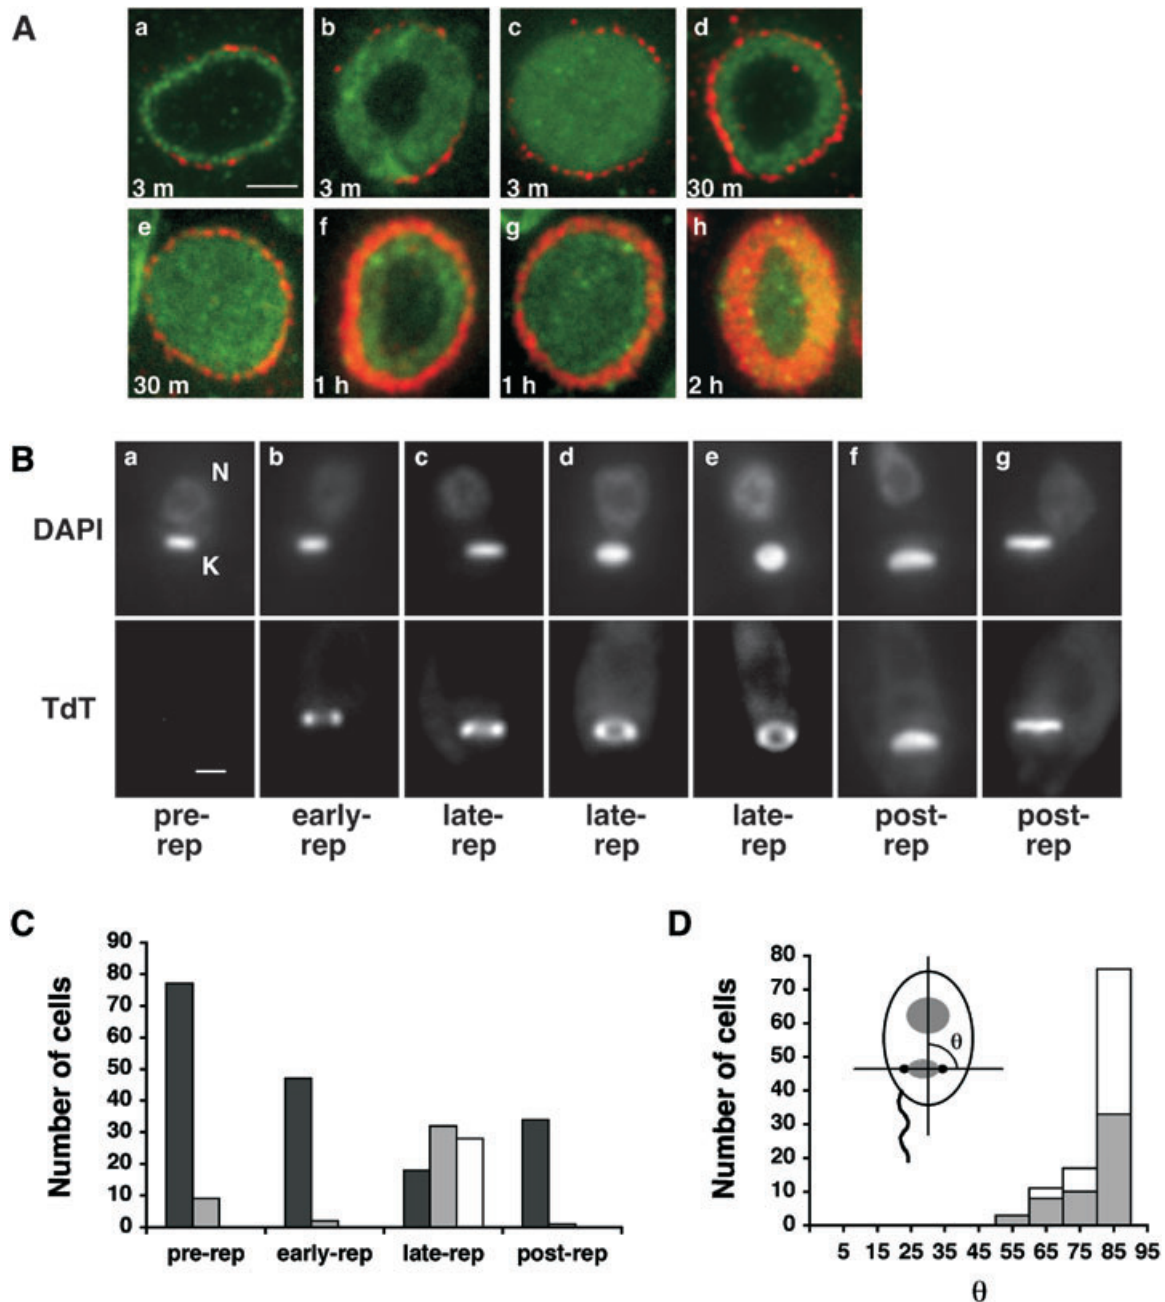 A
a b c d
3 m 3 m 3 m 30 m
e f g h
30 m 1 h 1 h 2 h
B
a b c d e f g
N
DAPI
K
TdT
pre-rep early-rep late-rep late-rep late-rep post-rep post-rep
C
Number of cells
90
80
70
60
50
40
30
20
10
0
pre-rep early-rep late-rep post-rep
D
Number of cells
80
70
60
50
40
30
20
10
0
θ
5 15 25 35 45 55 65 75 85 95
θ